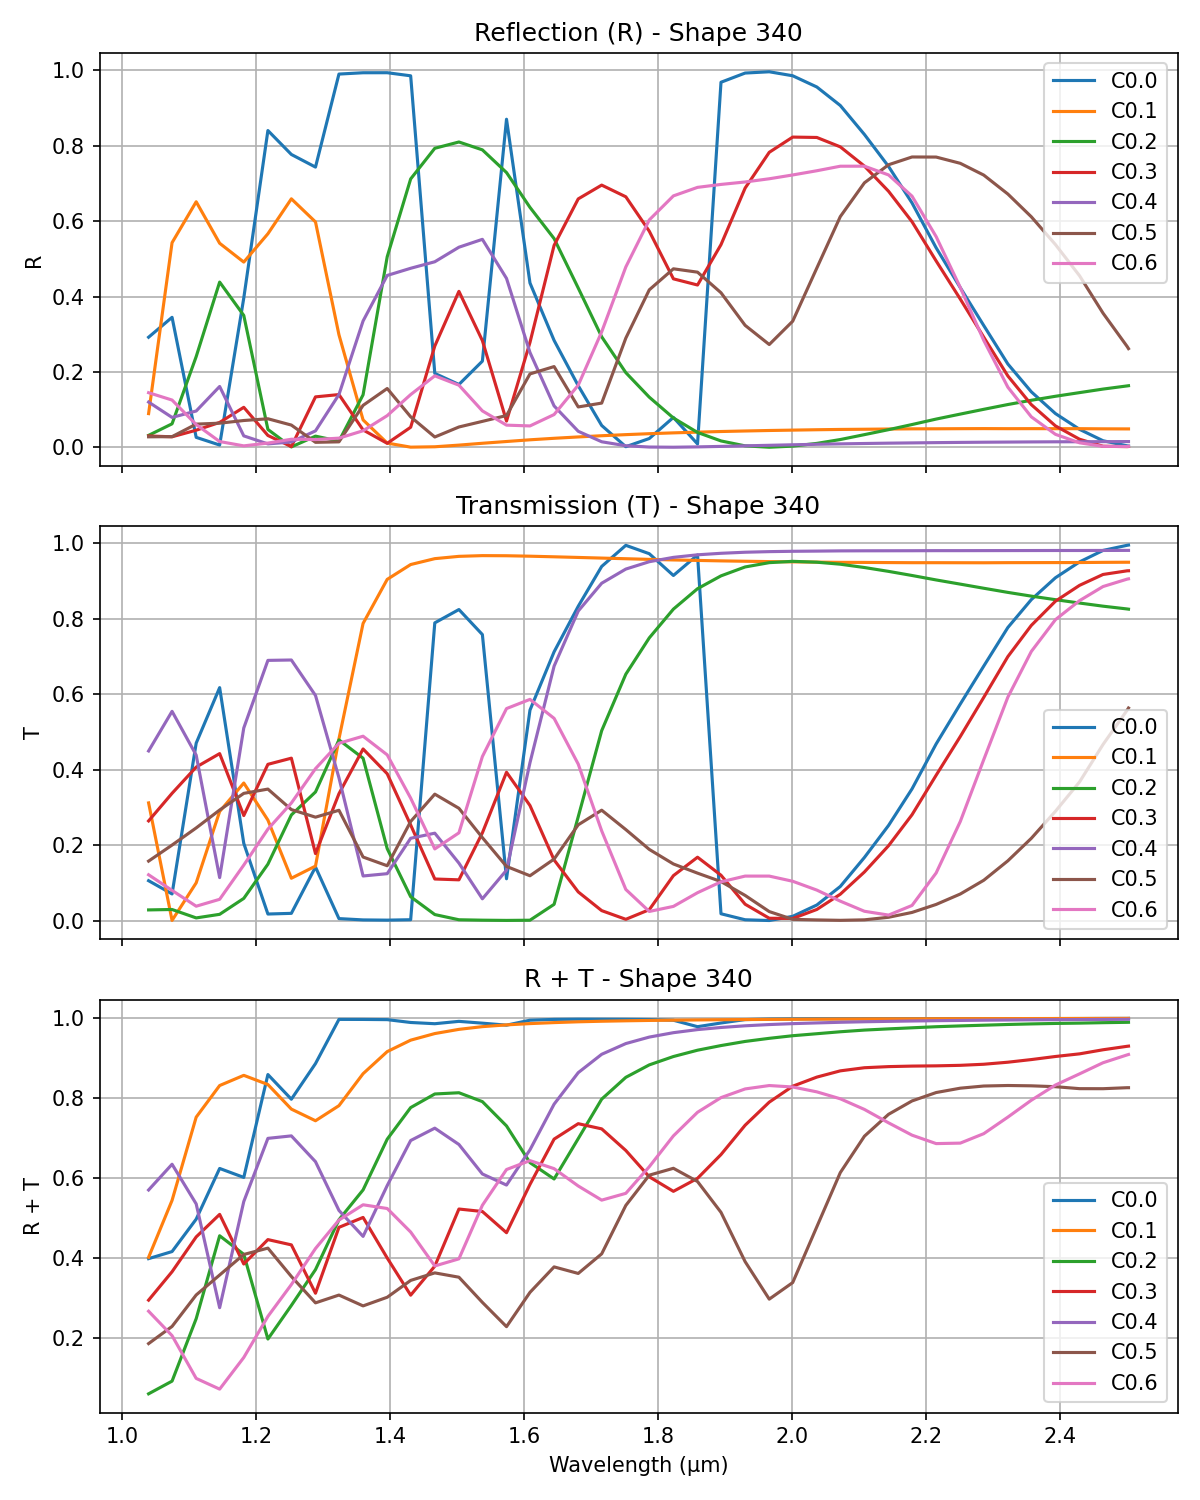 Reflection (R) - Shape 340
1.0
0.8
0.6
0.4
0.2
0.0
R
C0.0
C0.1
C0.2
C0.3
C0.4
C0.5
C0.6
Transmission (T) - Shape 340
1.0
0.8
0.6
0.4
0.2
0.0
T
C0.0
C0.1
C0.2
C0.3
C0.4
C0.5
C0.6
R + T - Shape 340
1.0
0.8
0.6
0.4
0.2
R + T
C0.0
C0.1
C0.2
C0.3
C0.4
C0.5
C0.6
1.0 1.2 1.4 1.6 1.8 2.0 2.2 2.4
Wavelength (μm)